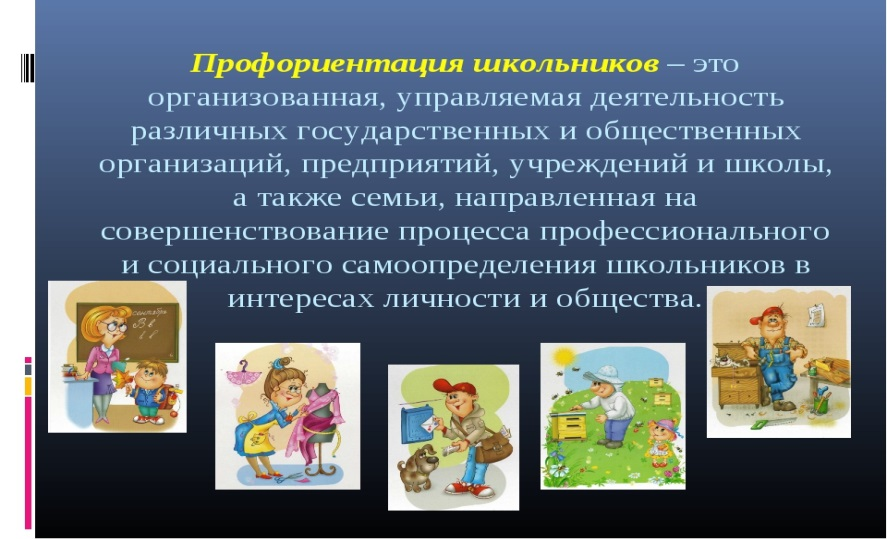 Профориентация школьников – это
организованная, управляемая деятельность
различных государственных и общественных
организаций, предприятий, учреждений и школы,
а также семьи, направленная на
совершенствование процесса профессионального
и социального самоопределения школьников в
интересах личности и общества.